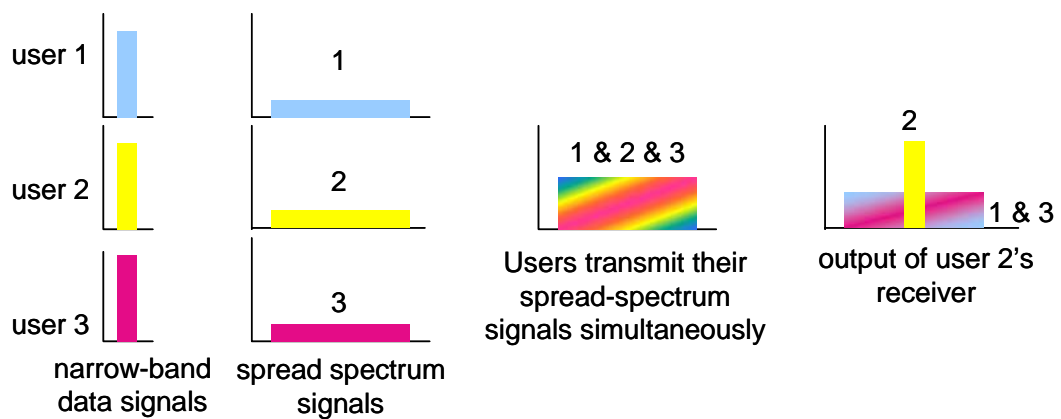 user 1
1
user 2
2
user 3
3
narrow-band
data signals
spread spectrum
signals
1 & 2 & 3
Users transmit their
spread-spectrum
signals simultaneously
2
1 & 3
output of user 2's
receiver